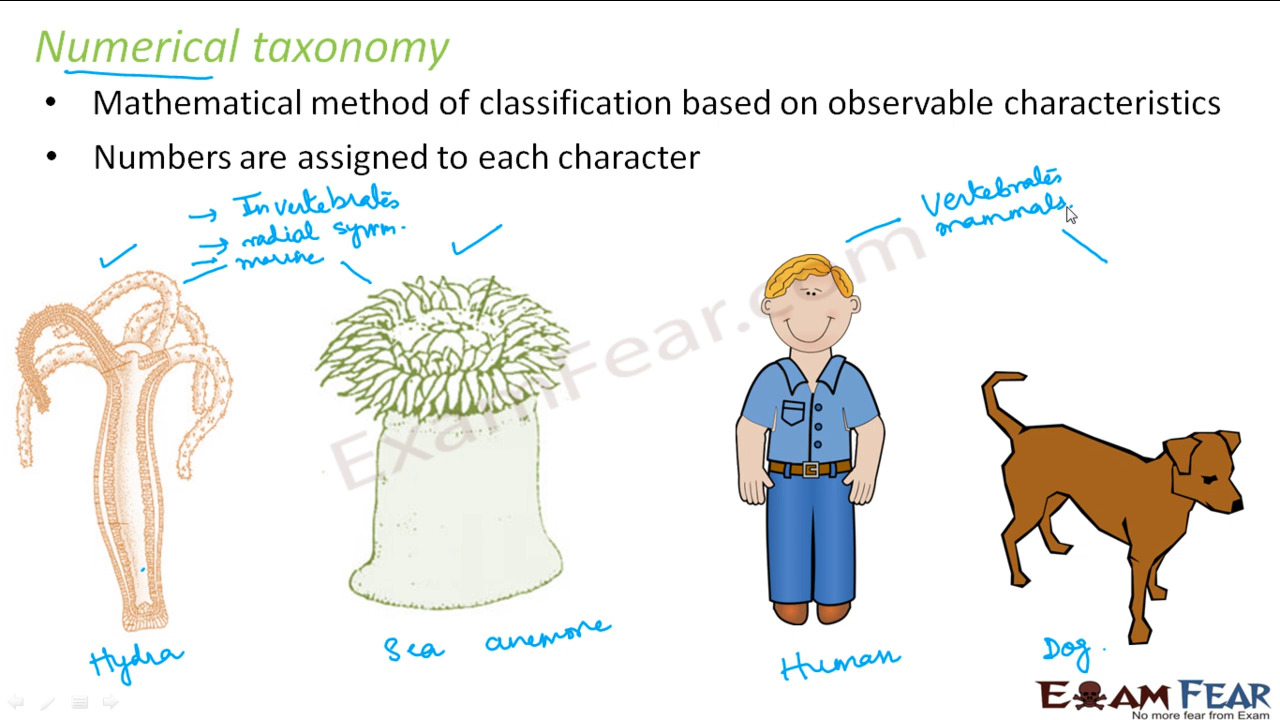 Numerical taxonomy
• Mathematical method of classification based on observable characteristics
• Numbers are assigned to each character
→ Invertebrates
→ radial symm.
→ marine
Vertebrates
mammals.
ExamFear.com
Hydra
Sea anemone
Human
Dog.
EXAM FEAR
No more fear from Exam